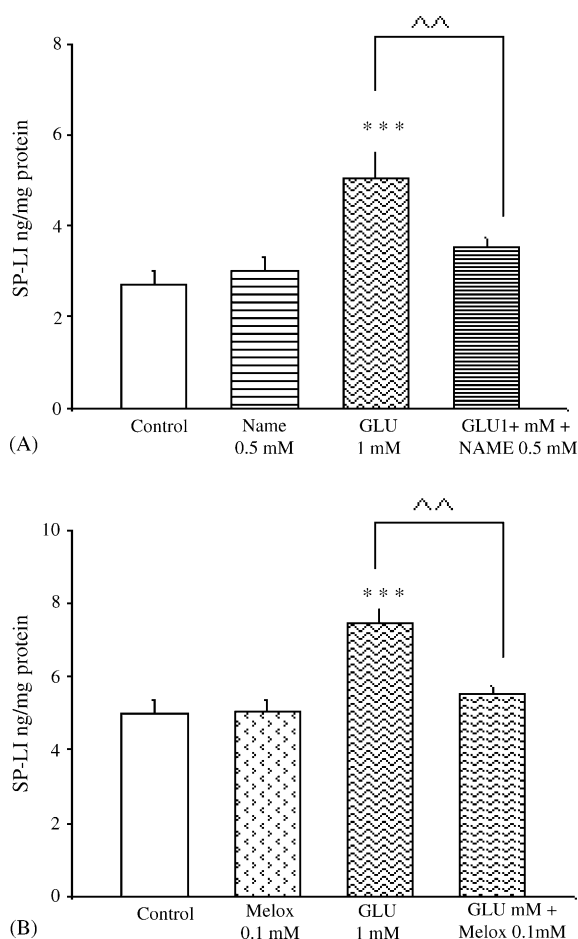 8
6
4
2
0
SP-LI ng/mg protein
^^
***
Control
Name
0.5 mM
GLU
1 mM
GLU1+ mM +
NAME 0.5 mM
(A)
10
8
6
4
2
0
SP-LI ng/mg protein
^^
***
Control
Melox
0.1 mM
GLU
1 mM
GLU mM +
Melox 0.1mM
(B)